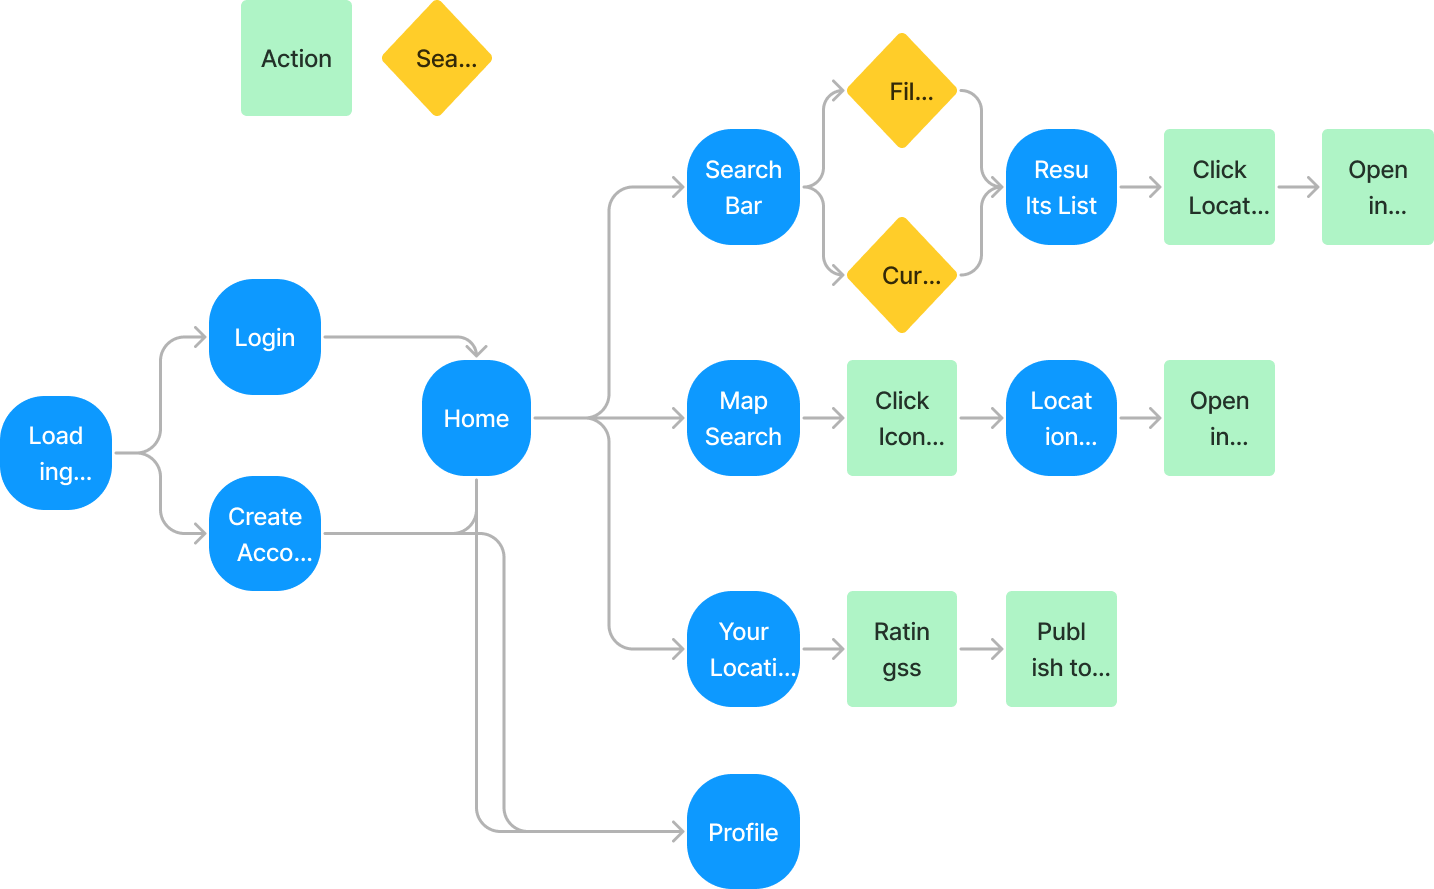 Action
Sea...
Fil...
Search
Bar
Resu
lts List
Click
Locat...
Open
in...
Cur...
Login
Load
ing...
Home
Map
Search
Click
Icon...
Locat
ion...
Open
in...
Create
Acco...
Your
Locati...
Ratin
gss
Publ
ish to...
Profile